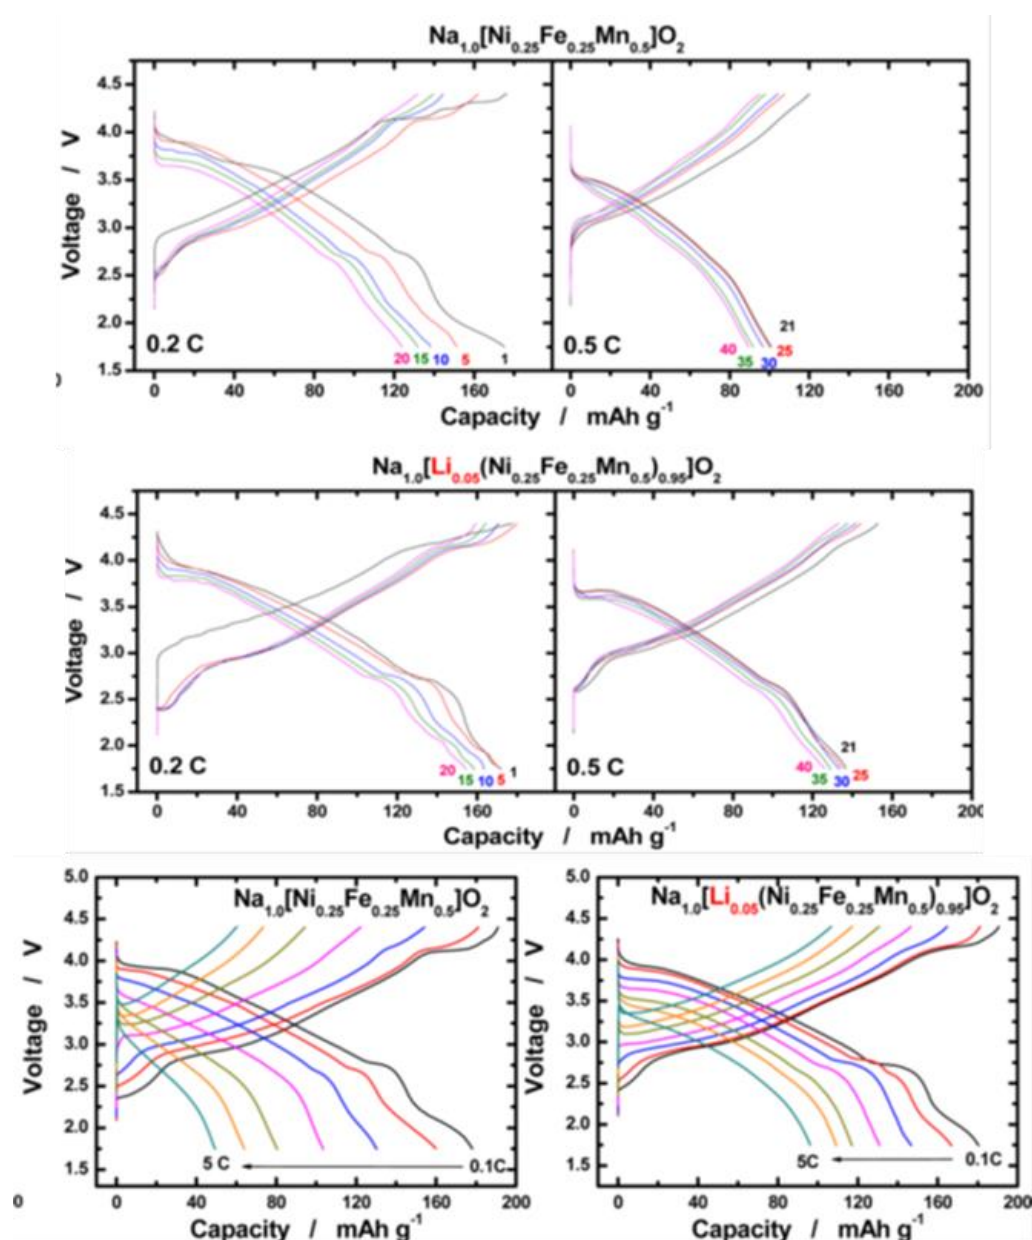 Na1.0[Ni0.25Fe0.25Mn0.5]O2
Voltage / V
4.5
4.0
3.5
3.0
2.5
2.0
1.5
0.2 C
20 15 10 5 1
0.5 C
21
40 25
35 30
0 40 80 120 160 0 40 80 120 160 200
Capacity / mAh g-1
Na1.0[Li0.05(Ni0.25Fe0.25Mn0.5)0.95]O2
Voltage / V
4.5
4.0
3.5
3.0
2.5
2.0
1.5
0.2 C
20 1
15 10 5
0.5 C
21
40
35 30 25
0 40 80 120 160 0 40 80 120 160 200
Capacity / mAh g-1
Na1.0[Ni0.25Fe0.25Mn0.5]O2
Voltage / V
5.0
4.5
4.0
3.5
3.0
2.5
2.0
1.5
5 C 0.1C
0 40 80 120 160 200
Capacity / mAh g-1
Na1.0[Li0.05(Ni0.25Fe0.25Mn0.5)0.95]O2
Voltage / V
5.0
4.5
4.0
3.5
3.0
2.5
2.0
1.5
5C 0.1C
0 40 80 120 160 200
Capacity / mAh g-1